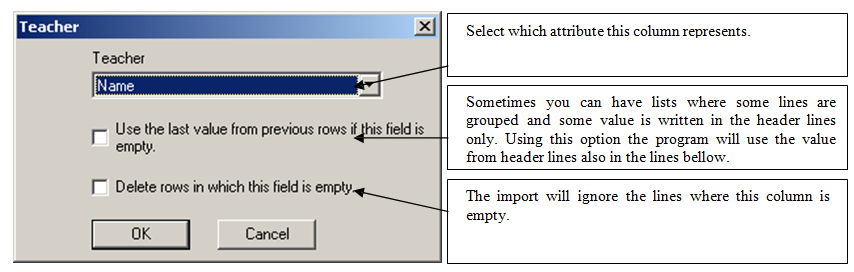 Teacher
Teacher
Name
Use the last value from previous rows if this field is
empty.
Delete rows in which this field is empty.
OK
Cancel
Select which attribute this column represents.
Sometimes you can have lists where some lines are
grouped and some value is written in the header lines
only. Using this option the program will use the value
from header lines also in the lines bellow.
The import will ignore the lines where this column is
empty.